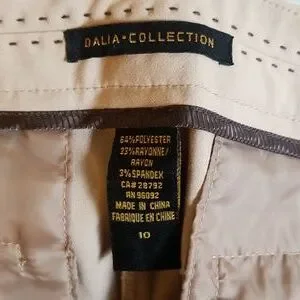 DALIA•COLLECTION
64%POLYESTER
33%RAYONNE/
RAYON
3%SPANDEX
CA#28792
RN 96092
MADE IN CHINA
FABRIQUE EN CHINE
10